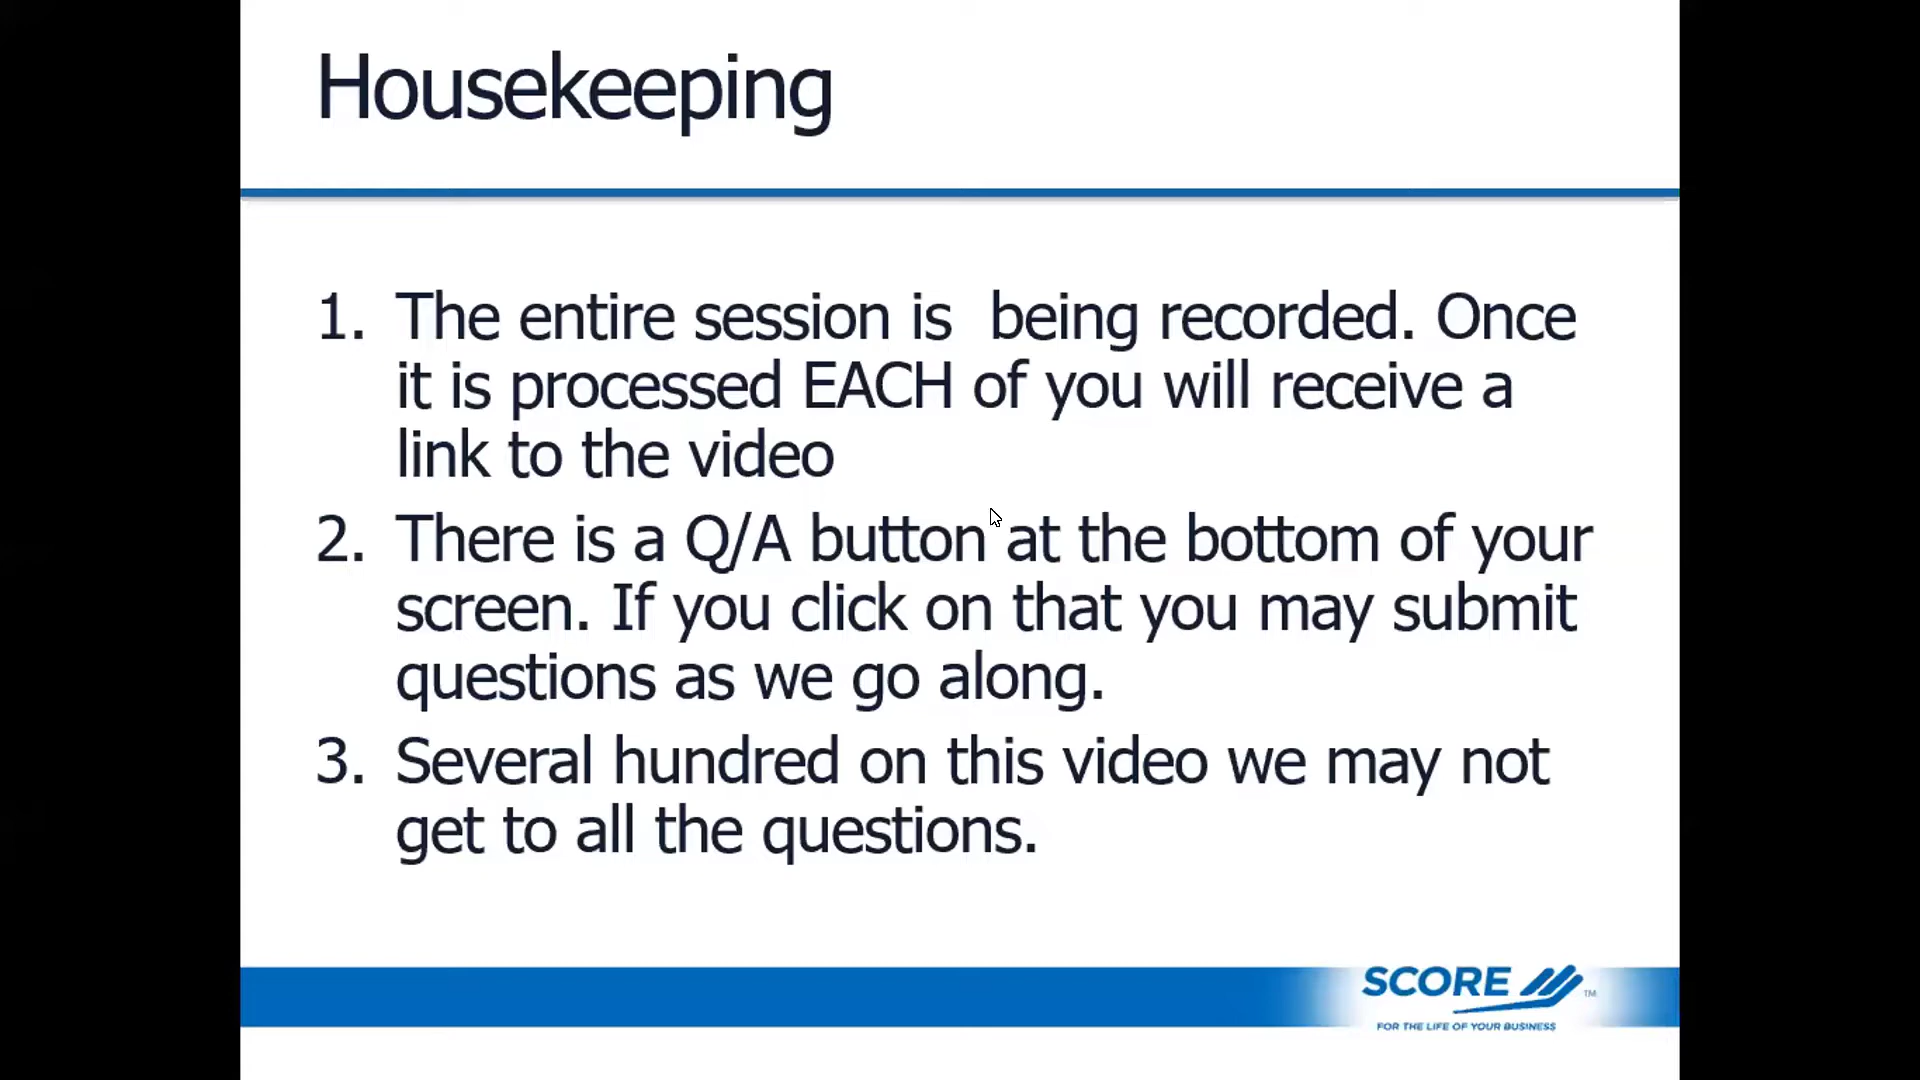 Housekeeping
1. The entire session is  being recorded. Once
it is processed EACH of you will receive a
link to the video
2. There is a Q/A button at the bottom of your
screen. If you click on that you may submit
questions as we go along.
3. Several hundred on this video we may not
get to all the questions.
SCORE TM
FOR THE LIFE OF YOUR BUSINESS